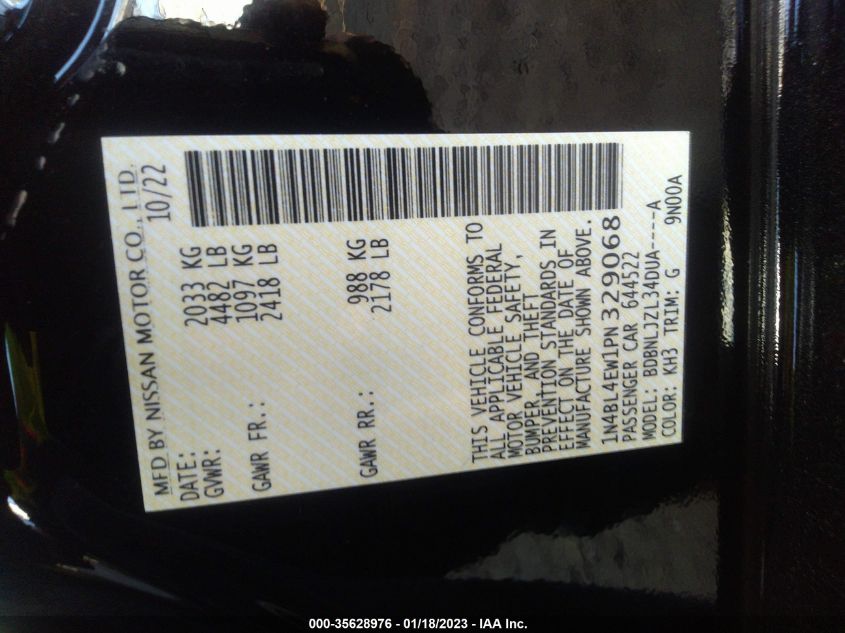 MFD BY NISSAN MOTOR CO., LTD.
DATE: 10/22
GVWR: 2033 KG
4482 LB
GAWR FR.: 1097 KG
2418 LB
GAWR RR.: 988 KG
2178 LB
THIS VEHICLE CONFORMS TO
ALL APPLICABLE FEDERAL
MOTOR VEHICLE SAFETY,
BUMPER, AND THEFT
PREVENTION STANDARDS IN
EFFECT ON THE DATE OF
MANUFACTURE SHOWN ABOVE.
1N4BL4EW1PN329068
PASSENGER CAR 644522
MODEL: BDBNLJZL34DUA----A
COLOR: KH3 TRIM: G 9N00A
000-35628976 - 01/18/2023 - IAA Inc.